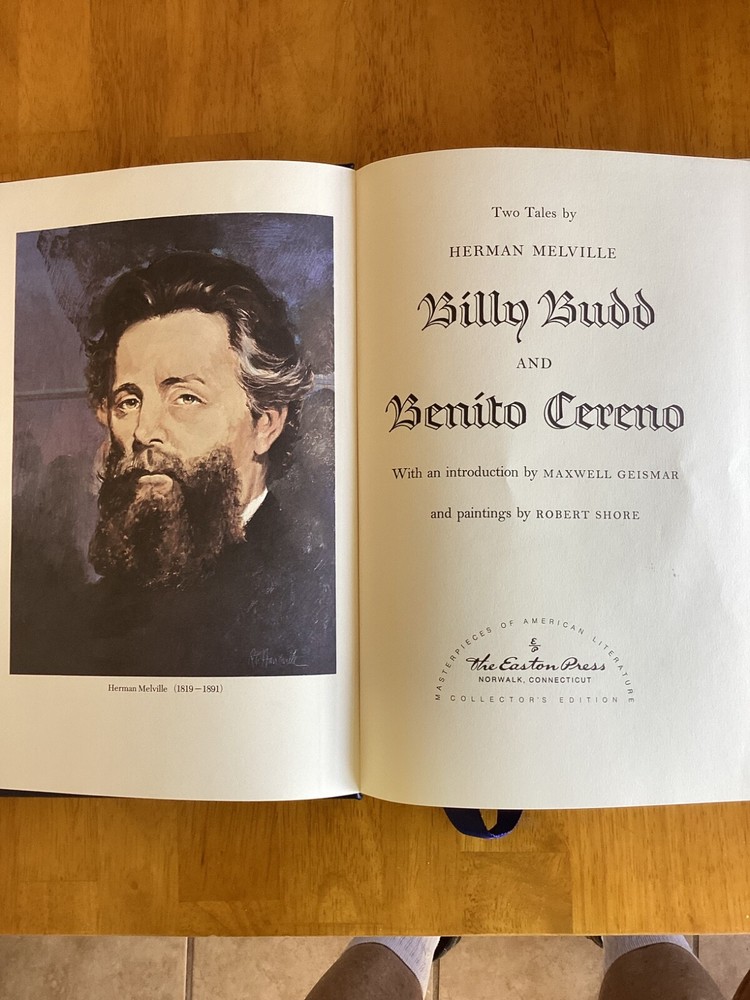 Herman Melville (1819–1891)
Two Tales by
HERMAN MELVILLE
Billy Budd
AND
Benito Cereno
With an introduction by MAXWELL GEISMAR
and paintings by ROBERT SHORE
MASTERPIECES OF AMERICAN LITERATURE
E/P
The Easton Press
NORWALK, CONNECTICUT
COLLECTOR'S EDITION